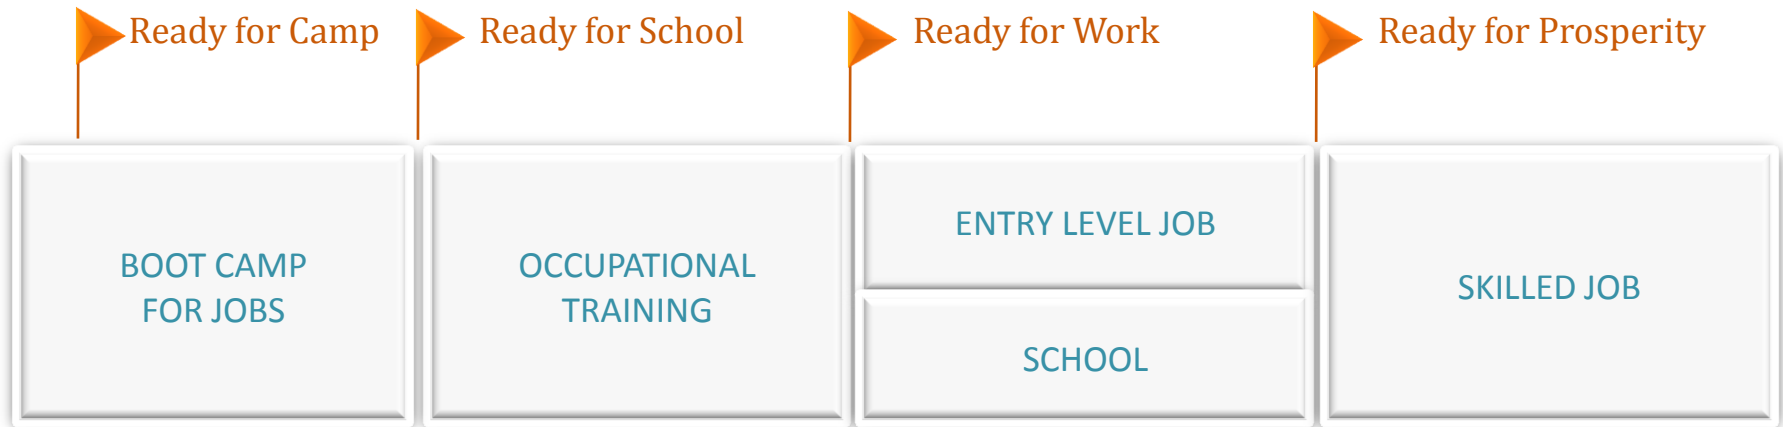 Ready for Camp
Ready for School
Ready for Work
Ready for Prosperity
BOOT CAMP
FOR JOBS
OCCUPATIONAL
TRAINING
ENTRY LEVEL JOB
SCHOOL
SKILLED JOB